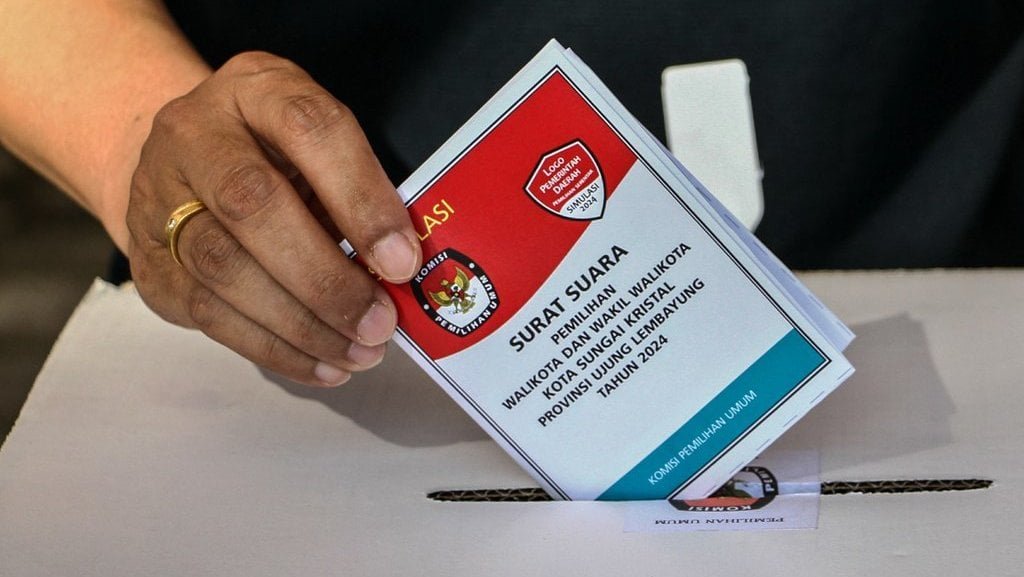 LASI
LOGO
PEMERINTAH
DAERAH
SIMULASI
2024
KOMISI
PEMILIHAN UMUM
SURAT SUARA
PEMILIHAN
WALIKOTA DAN WAKIL WALIKOTA
KOTA SUNGAI KRISTAL
PROVINSI UJUNG LEMBAYUNG
TAHUN 2024
KOMISI PEMILIHAN UMUM
KOMISI
PEMILIHAN UMUM